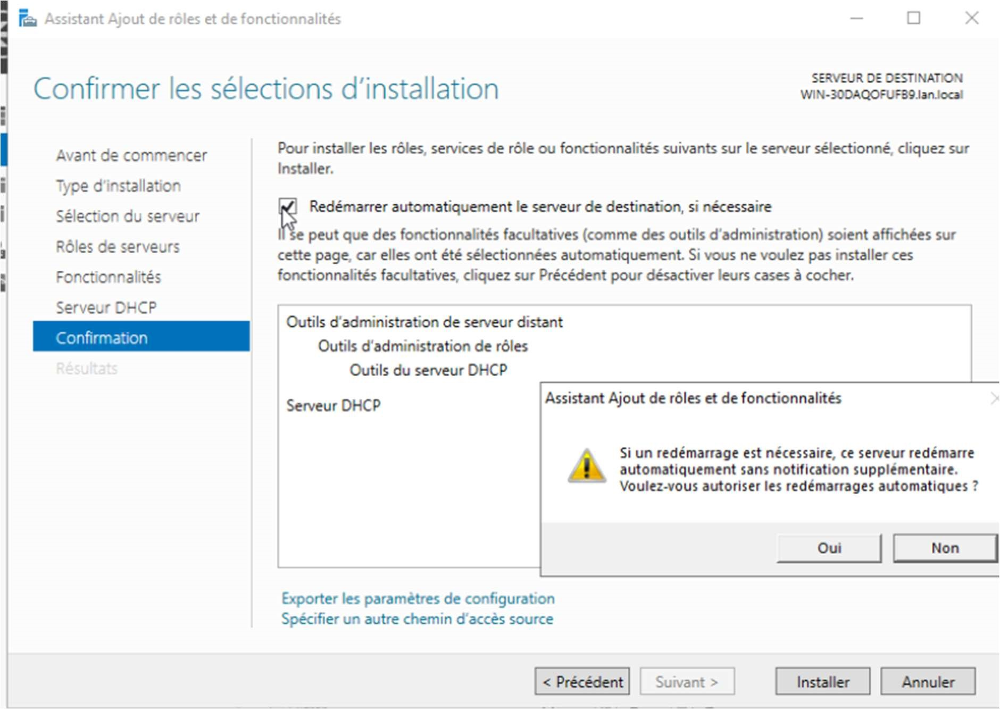 Assistant Ajout de rôles et de fonctionnalités
Confirmer les sélections d'installation
SERVEUR DE DESTINATION
WIN-30DAQOFUFB9.lan.local
Avant de commencer
Type d'installation
Sélection du serveur
Rôles de serveurs
Fonctionnalités
Serveur DHCP
Confirmation
Résultats
Pour installer les rôles, services de rôle ou fonctionnalités suivants sur le serveur sélectionné, cliquez sur
Installer.
Redémarrer automatiquement le serveur de destination, si nécessaire
Il se peut que des fonctionnalités facultatives (comme des outils d'administration) soient affichées sur
cette page, car elles ont été sélectionnées automatiquement. Si vous ne voulez pas installer ces
fonctionnalités facultatives, cliquez sur Précédent pour désactiver leurs cases à cocher.
Outils d'administration de serveur distant
Outils d'administration de rôles
Outils du serveur DHCP
Serveur DHCP
Assistant Ajout de rôles et de fonctionnalités
Si un redémarrage est nécessaire, ce serveur redémarre
automatiquement sans notification supplémentaire.
Voulez-vous autoriser les redémarrages automatiques ?
Oui
Non
Exporter les paramètres de configuration
Spécifier un autre chemin d'accès source
< Précédent
Suivant >
Installer
Annuler